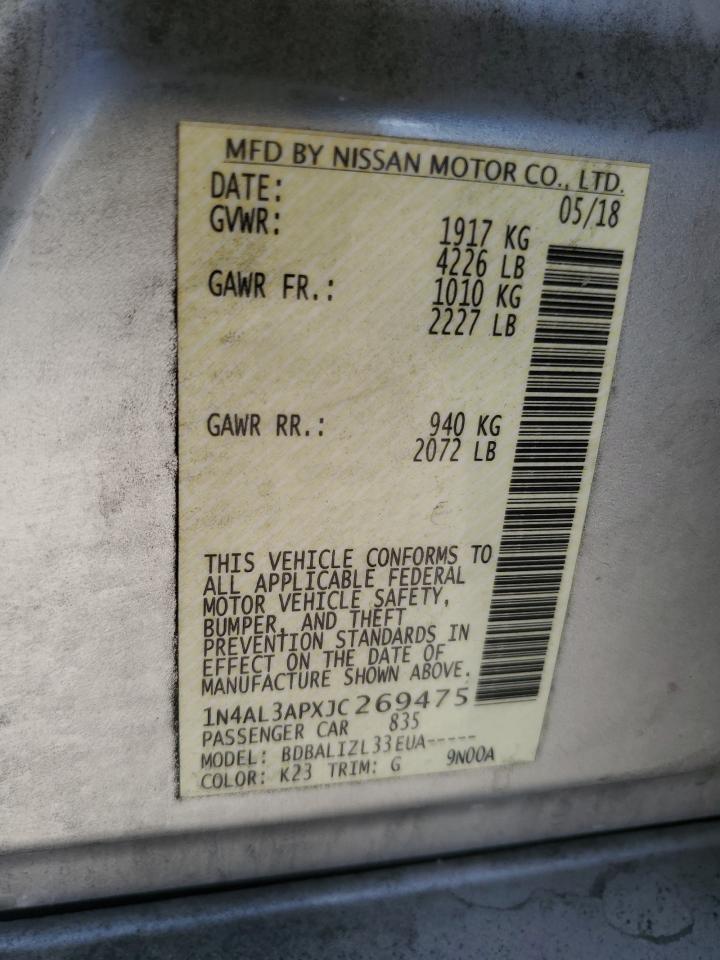 MFD BY NISSAN MOTOR CO., LTD.
DATE: 05/18
GVWR: 1917 KG
4226 LB
GAWR FR.: 1010 KG
2227 LB
GAWR RR.: 940 KG
2072 LB
THIS VEHICLE CONFORMS TO
ALL APPLICABLE FEDERAL
MOTOR VEHICLE SAFETY,
BUMPER, AND THEFT
PREVENTION STANDARDS IN
EFFECT ON THE DATE OF
MANUFACTURE SHOWN ABOVE.
1N4AL3APXJC269475
PASSENGER CAR 835
MODEL: BDBALIZL33EUA-----
COLOR: K23 TRIM: G 9N00A